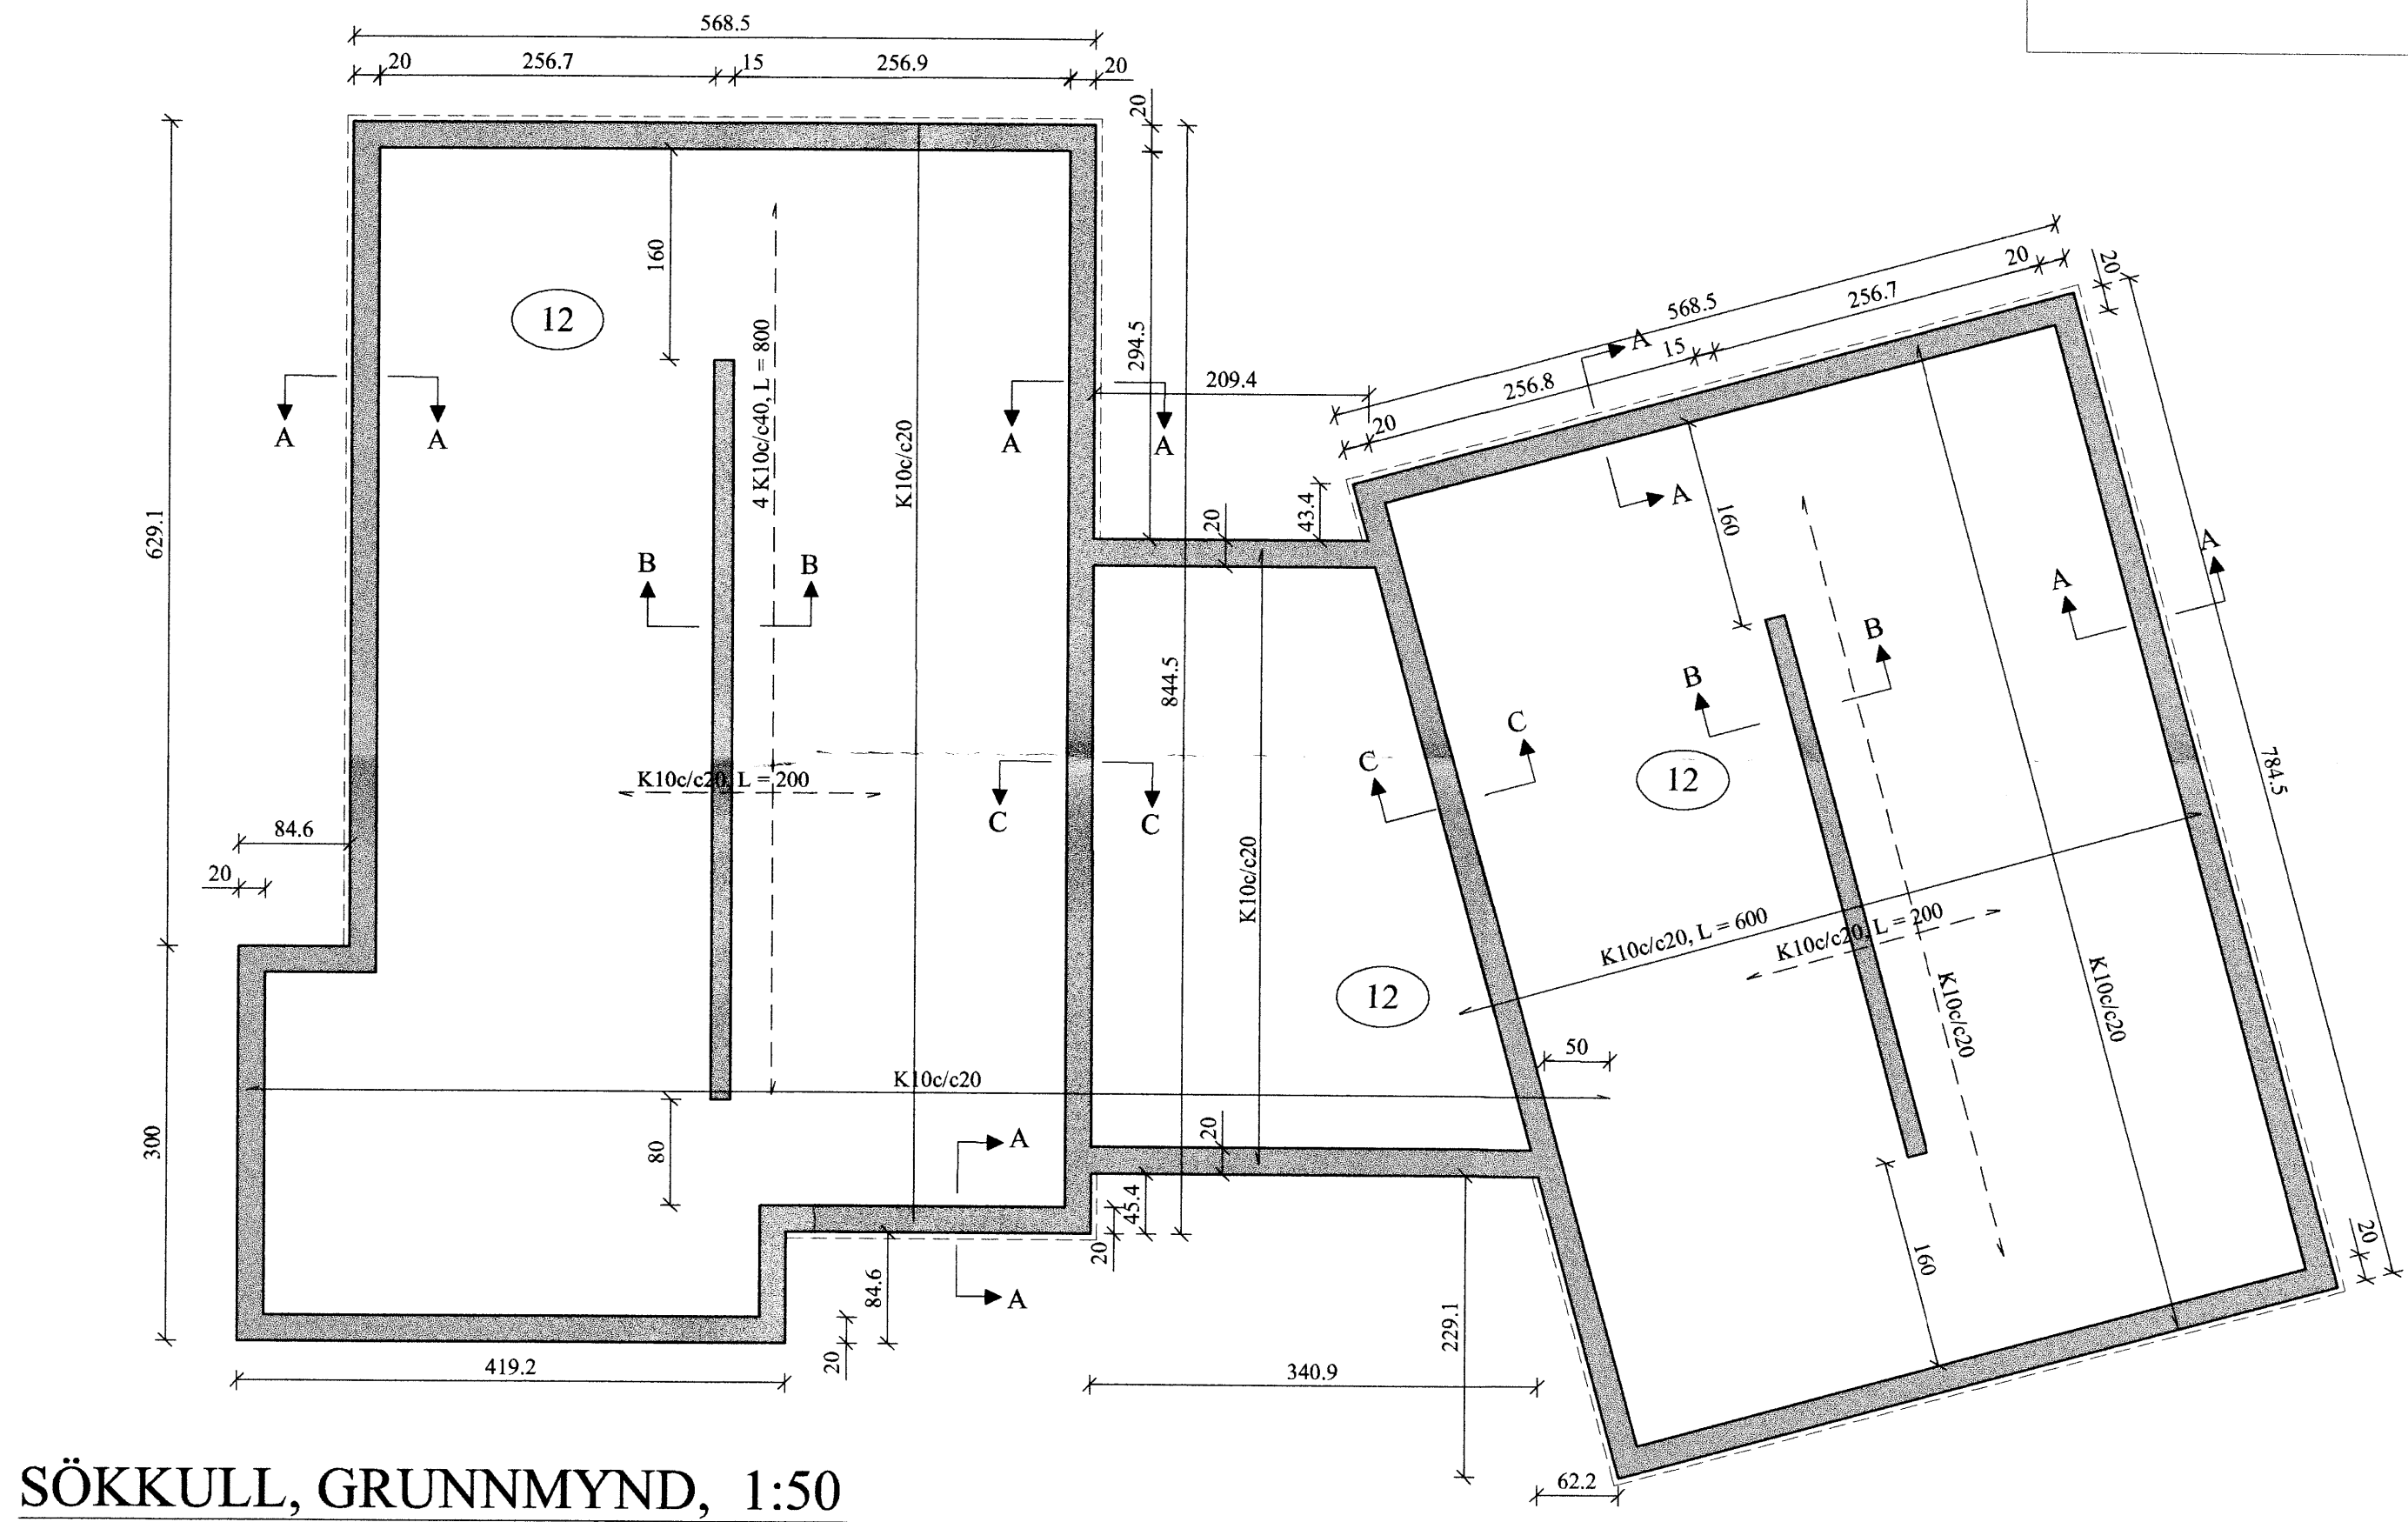 568.5
20 256.7 15 256.9 20
20
160
12
4 K10c/c40, L = 800
K10c/c20
294.5
629.1
A A A A
209.4
568.5
20
20
256.7
15
256.8
20
A
A
43.4
20
160
B B
844.5
A
A
B
B
C
C
12
784.5
K10c/c20, L = 200
C C
84.6
20
K10c/c20
12
K10c/c20, L = 600
K10c/c20, L = 200
K10c/c20
K10c/c20
50
K10c/c20
300
80
A
A
20
45.4
20
84.6
20
229.1
160
20
419.2
340.9
62.2
SÖKKULL, GRUNNMYND, 1:50